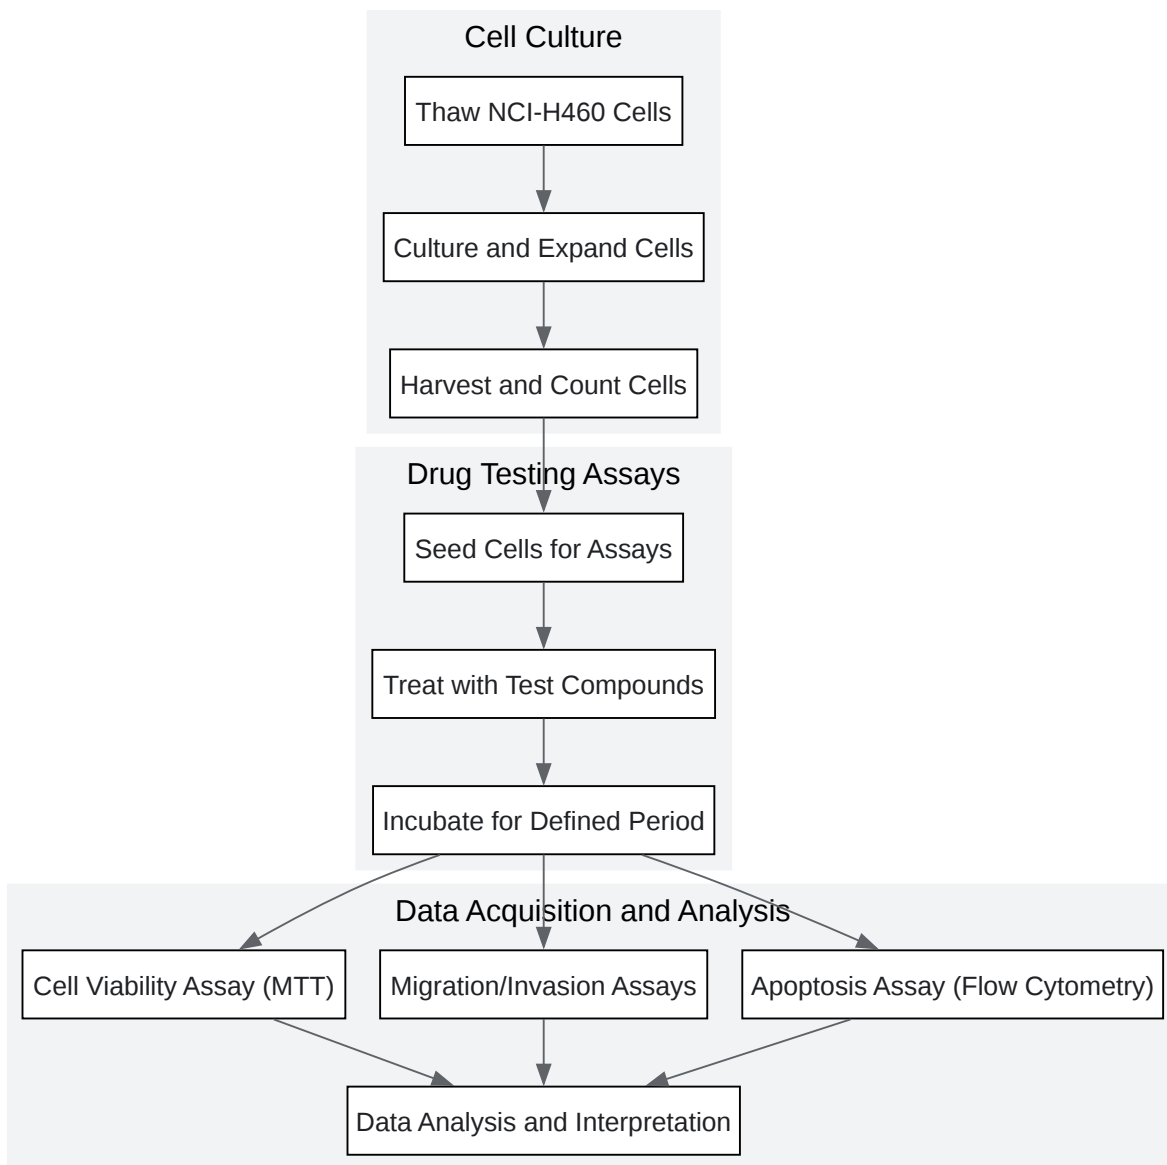 Cell Culture
Thaw NCI-H460 Cells
Culture and Expand Cells
Harvest and Count Cells
Drug Testing Assays
Seed Cells for Assays
Treat with Test Compounds
Incubate for Defined Period
Data Acquisition and Analysis
Cell Viability Assay (MTT)
Migration/Invasion Assays
Apoptosis Assay (Flow Cytometry)
Data Analysis and Interpretation